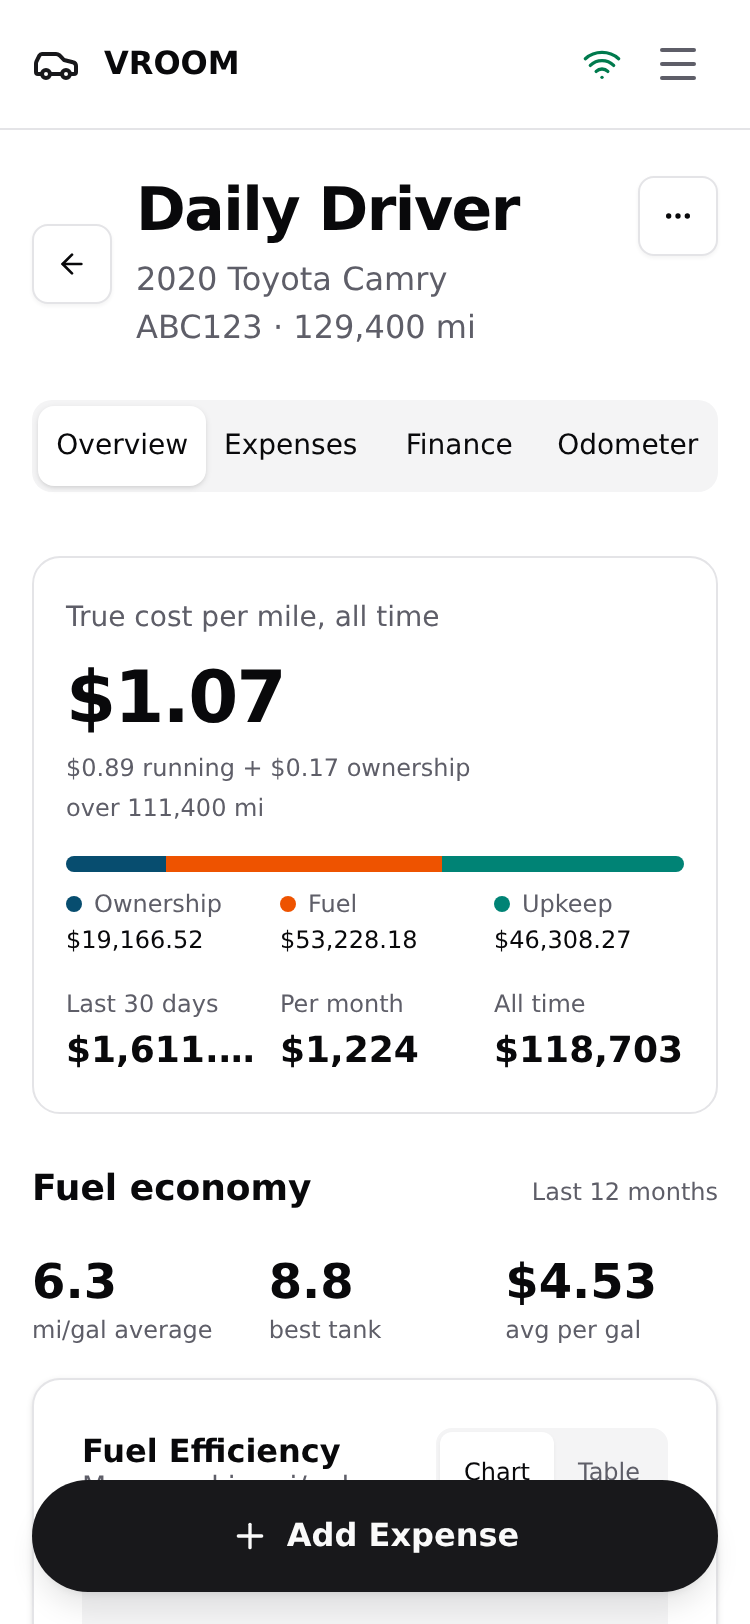 VROOM
Daily Driver
2020 Toyota Camry
ABC123 · 129,400 mi
Overview Expenses Finance Odometer
True cost per mile, all time
$1.07
$0.89 running + $0.17 ownership
over 111,400 mi
Ownership Fuel Upkeep
$19,166.52 $53,228.18 $46,308.27
Last 30 days Per month All time
$1,611.… $1,224 $118,703
Fuel economy Last 12 months
6.3 8.8 $4.53
mi/gal average best tank avg per gal
Fuel Efficiency
Chart Table
Add Expense